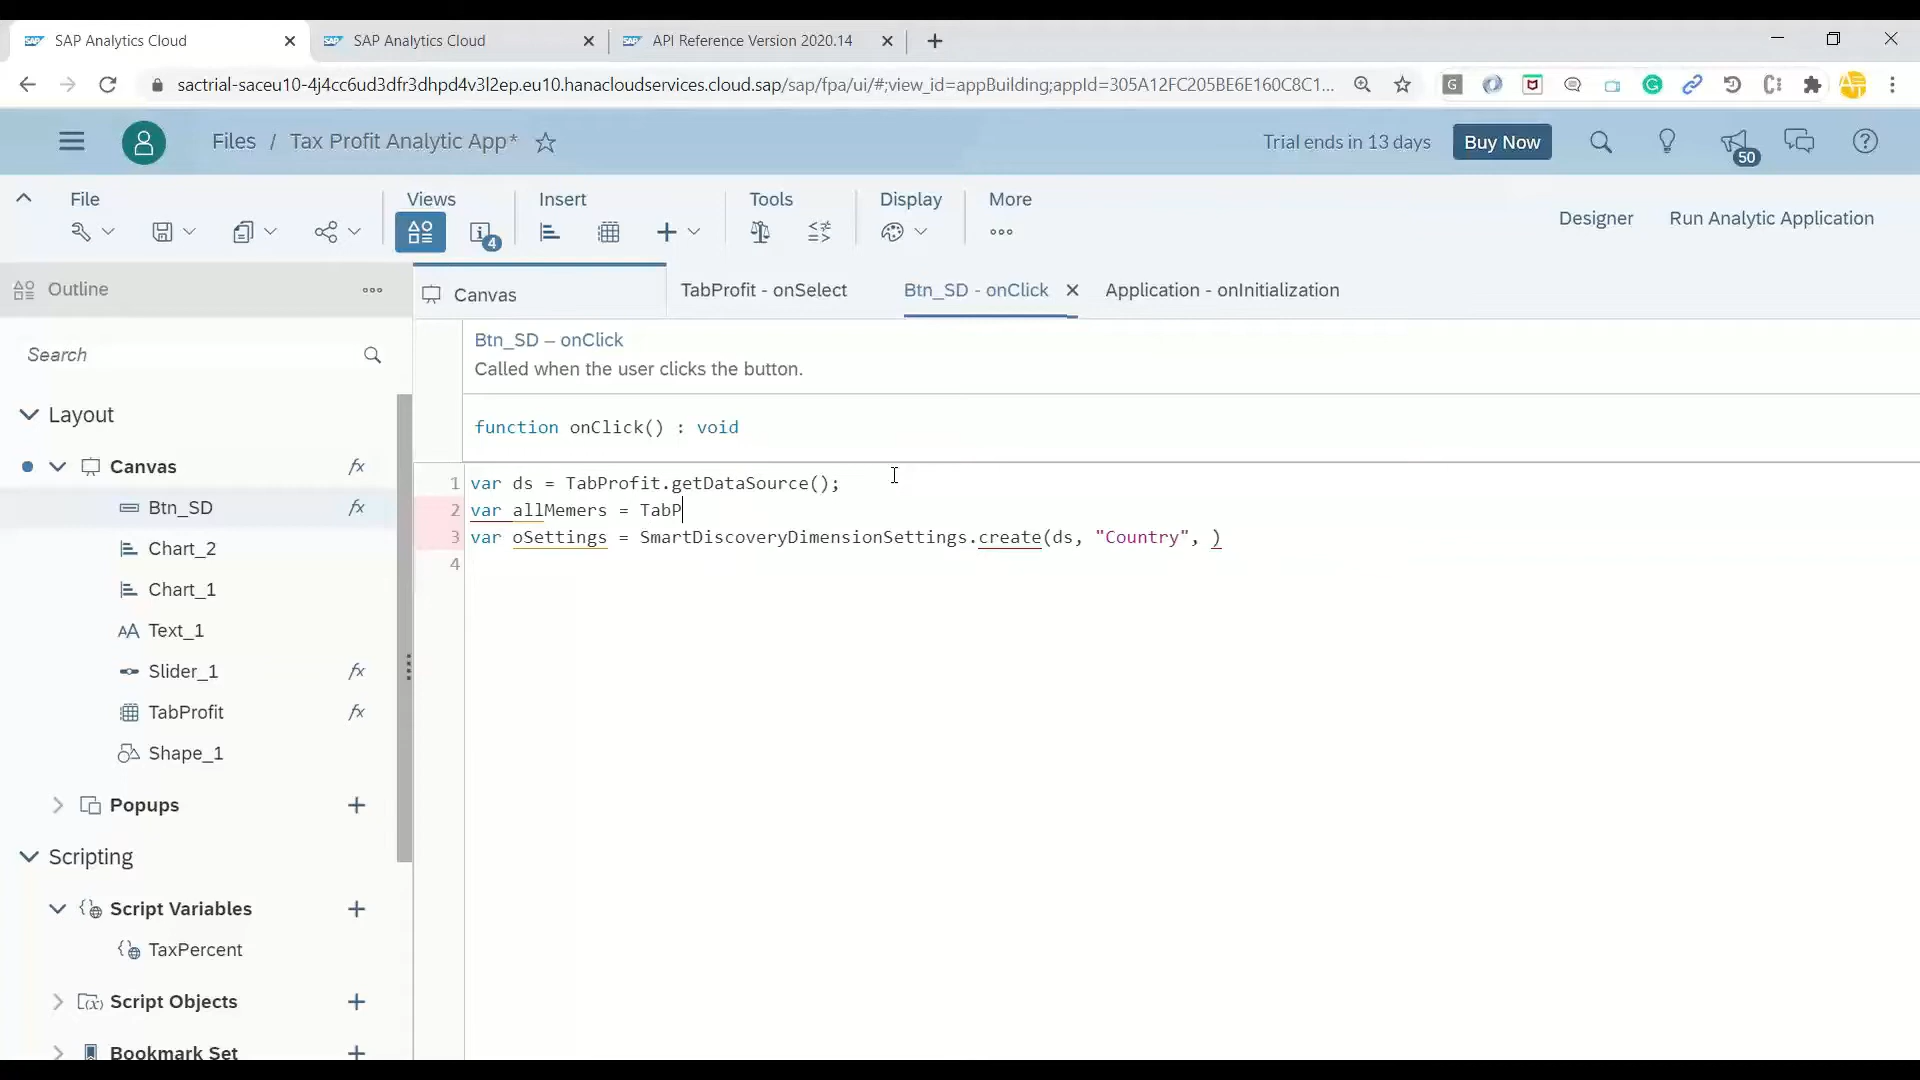 SAP Analytics Cloud
SAP Analytics Cloud
API Reference Version 2020.14
sactrial-saceu10-4j4cc6ud3dfr3dhpd4v3l2ep.eu10.hanacloudservices.cloud.sap/sap/fpa/ui/#;view_id=appBuilding;appId=305A12FC205BE6E160C8C1...
Files / Tax Profit Analytic App*
Trial ends in 13 days
Buy Now
50
File
Views
Insert
Tools
Display
More
4
Designer
Run Analytic Application
Outline
Canvas
TabProfit - onSelect
Btn_SD - onClick
Application - onInitialization
Search
Layout
Canvas
Btn_SD
Chart_2
Chart_1
Text_1
Slider_1
TabProfit
Shape_1
Popups
Scripting
Script Variables
TaxPercent
Script Objects
Bookmark Set
Btn_SD – onClick
Called when the user clicks the button.
function onClick() : void
1 var ds = TabProfit.getDataSource();
2 var allMemers = TabP
3 var oSettings = SmartDiscoveryDimensionSettings.create(ds, "Country", )
4